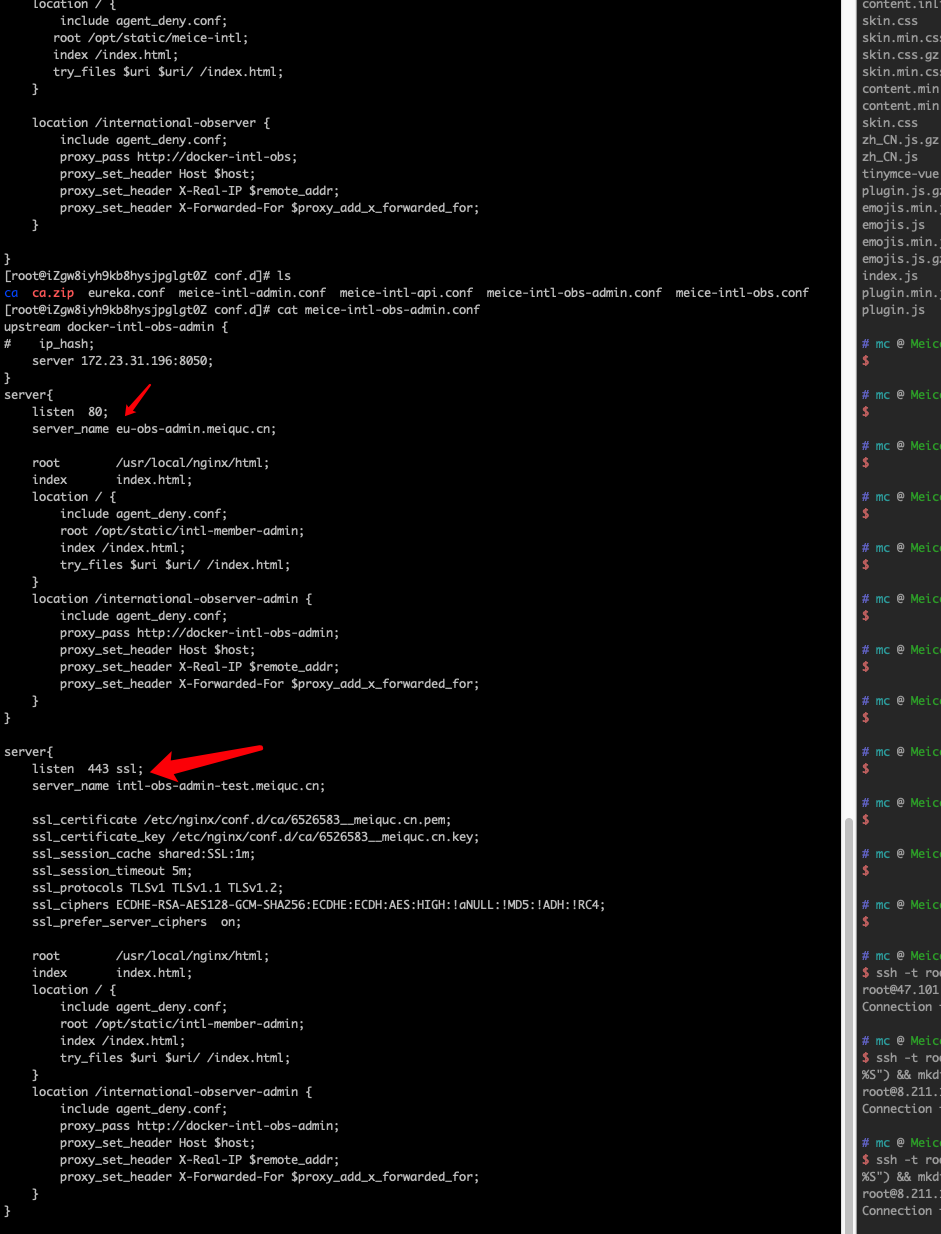 location / {
include agent_deny.conf;
root /opt/static/meice-intl;
index /index.html;
try_files $uri $uri/ /index.html;
}
location /international-observer {
include agent_deny.conf;
proxy_pass http://docker-intl-obs;
proxy_set_header Host $host;
proxy_set_header X-Real-IP $remote_addr;
proxy_set_header X-Forwarded-For $proxy_add_x_forwarded_for;
}
}
[root@iZgw8iyh9kb8hysjpglgt0Z conf.d]# ls
ca ca.zip eureka.conf meice-intl-admin.conf meice-intl-api.conf meice-intl-obs-admin.conf meice-intl-obs.conf
[root@iZgw8iyh9kb8hysjpglgt0Z conf.d]# cat meice-intl-obs-admin.conf
upstream docker-intl-obs-admin {
# ip_hash;
server 172.23.31.196:8050;
}
server{
listen 80;
server_name eu-obs-admin.meiquc.cn;
root /usr/local/nginx/html;
index index.html;
location / {
include agent_deny.conf;
root /opt/static/intl-member-admin;
index /index.html;
try_files $uri $uri/ /index.html;
}
location /international-observer-admin {
include agent_deny.conf;
proxy_pass http://docker-intl-obs-admin;
proxy_set_header Host $host;
proxy_set_header X-Real-IP $remote_addr;
proxy_set_header X-Forwarded-For $proxy_add_x_forwarded_for;
}
}
server{
listen 443 ssl;
server_name intl-obs-admin-test.meiquc.cn;
ssl_certificate /etc/nginx/conf.d/ca/6526583__meiquc.cn.pem;
ssl_certificate_key /etc/nginx/conf.d/ca/6526583__meiquc.cn.key;
ssl_session_cache shared:SSL:1m;
ssl_session_timeout 5m;
ssl_protocols TLSv1 TLSv1.1 TLSv1.2;
ssl_ciphers ECDHE-RSA-AES128-GCM-SHA256:ECDHE:ECDH:AES:HIGH:!aNULL:!MD5:!ADH:!RC4;
ssl_prefer_server_ciphers on;
root /usr/local/nginx/html;
index index.html;
location / {
include agent_deny.conf;
root /opt/static/intl-member-admin;
index /index.html;
try_files $uri $uri/ /index.html;
}
location /international-observer-admin {
include agent_deny.conf;
proxy_pass http://docker-intl-obs-admin;
proxy_set_header Host $host;
proxy_set_header X-Real-IP $remote_addr;
proxy_set_header X-Forwarded-For $proxy_add_x_forwarded_for;
}
}
content.inl
skin.css
skin.min.css
skin.css.gz
skin.min.css
content.min
content.min
skin.css
zh_CN.js.gz
zh_CN.js
tinymce-vue
plugin.js.gz
emojis.min.j
emojis.js
emojis.min.j
emojis.js.gz
index.js
plugin.min.j
plugin.js
# mc @ Meice
$
# mc @ Meice
$
# mc @ Meice
$
# mc @ Meice
$
# mc @ Meice
$
# mc @ Meice
$
# mc @ Meice
$
# mc @ Meice
$
# mc @ Meice
$
# mc @ Meice
$
# mc @ Meice
$
# mc @ Meice
$
# mc @ Meice
$ ssh -t roo
root@47.101
Connection
# mc @ Meice
$ ssh -t roo
%S") && mkd
root@8.211.
Connection
# mc @ Meice
$ ssh -t roo
%S") && mkd
root@8.211.
Connection